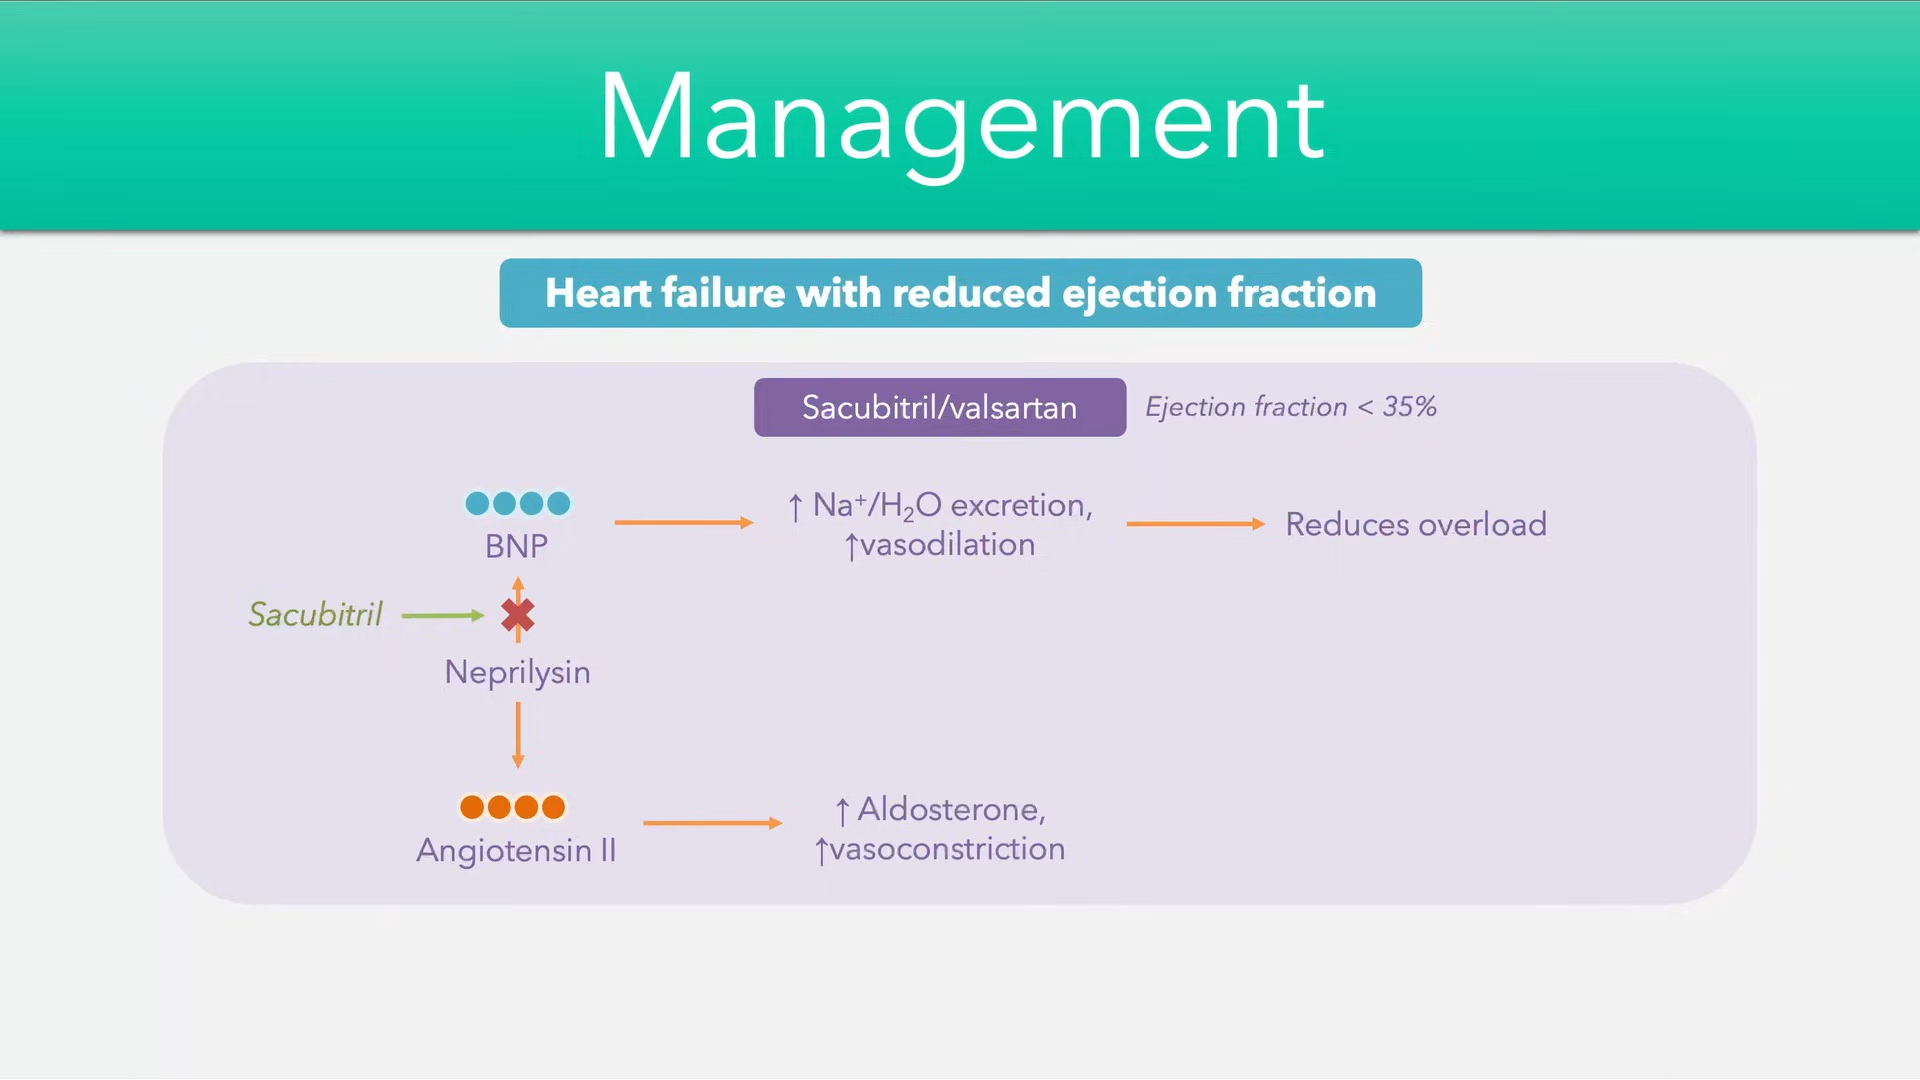 Management
Heart failure with reduced ejection fraction
Sacubitril/valsartan
Ejection fraction < 35%
BNP
↑ Na⁺/H₂O excretion,
↑vasodilation
Reduces overload
Sacubitril
Neprilysin
Angiotensin II
↑ Aldosterone,
↑vasoconstriction